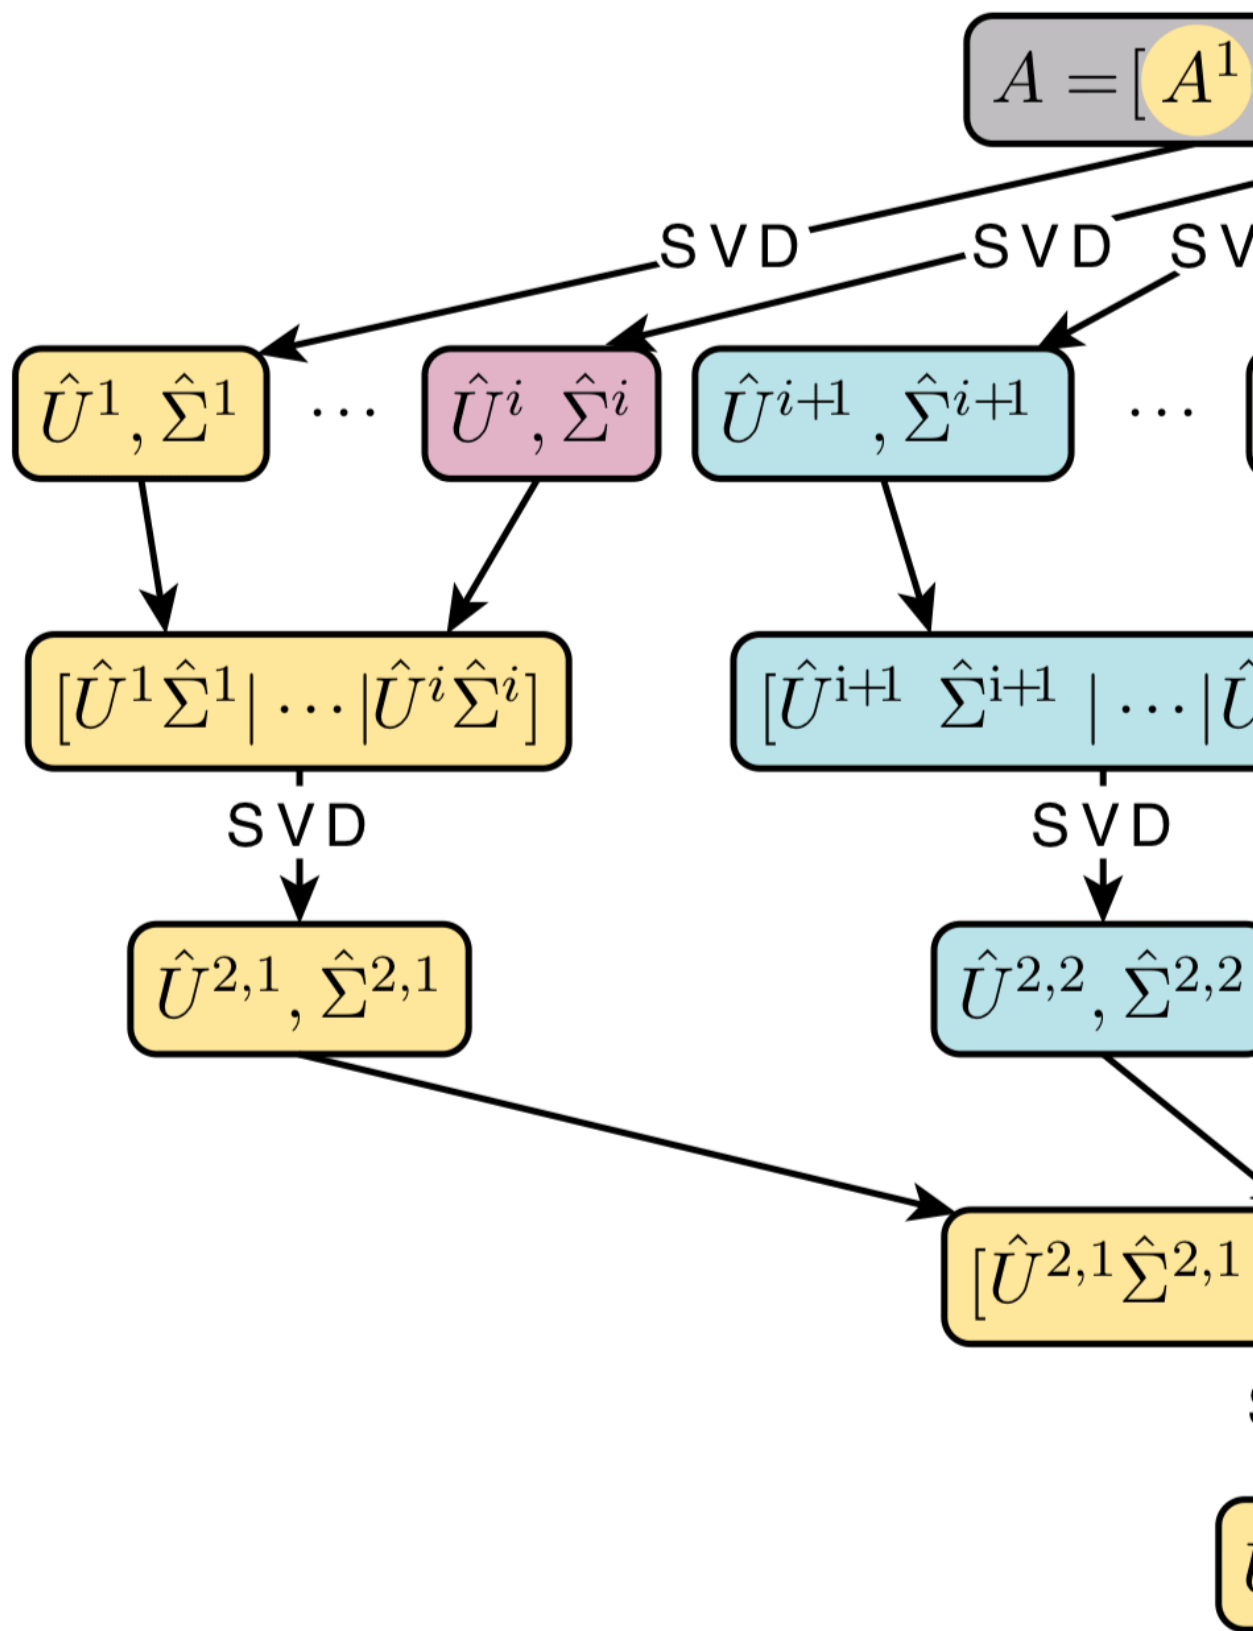 A = [ A¹
SVD SVD SV
Û¹, Σ̂¹ ⋯ Ûⁱ, Σ̂ⁱ Ûⁱ⁺¹, Σ̂ⁱ⁺¹ ⋯
[Û¹Σ̂¹| ⋯ |ÛⁱΣ̂ⁱ] [Ûⁱ⁺¹ Σ̂ⁱ⁺¹ | ⋯ |Û
SVD SVD
Û²,¹, Σ̂²,¹ Û²,², Σ̂²,²
[Û²,¹Σ̂²,¹